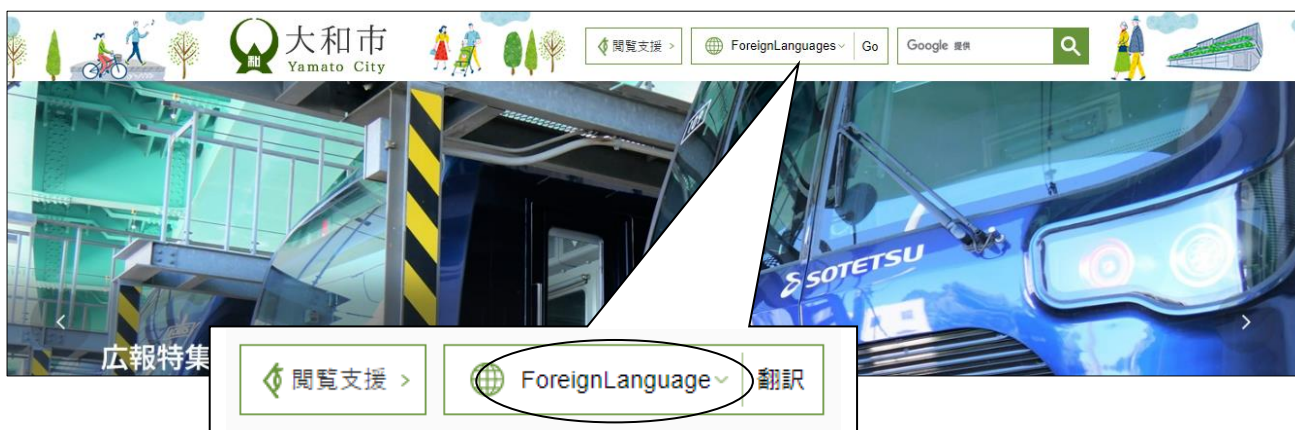 大和市
Yamato City
閲覧支援 >
ForeignLanguages Go
Google 提供
SOTETSU
広報特集
閲覧支援 >
ForeignLanguage 翻訳